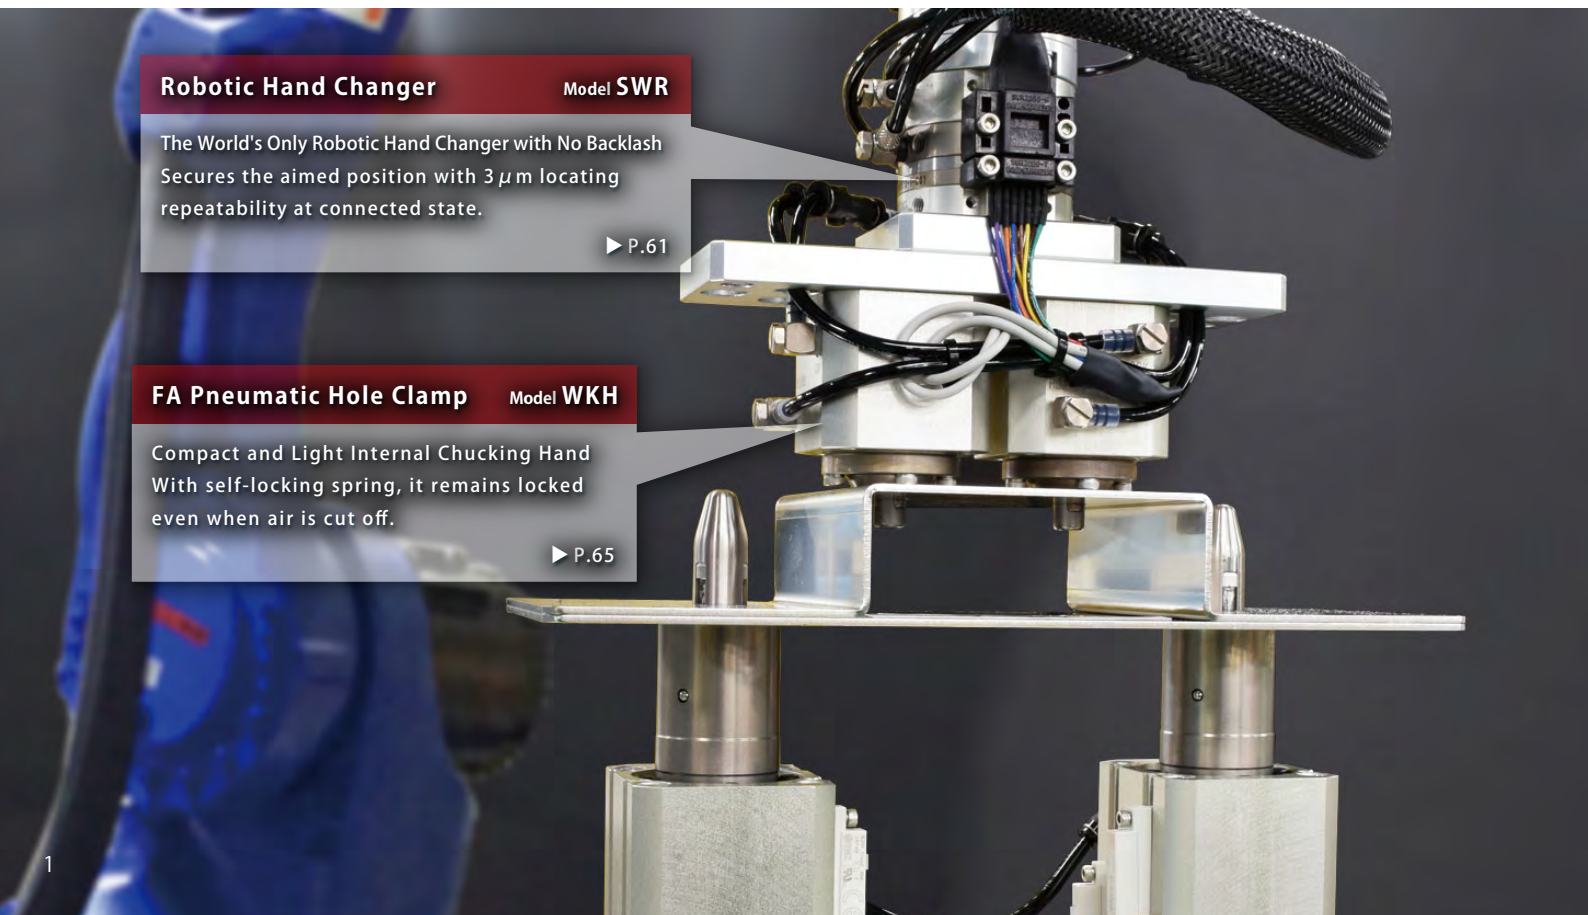 Robotic Hand Changer Model SWR
The World's Only Robotic Hand Changer with No Backlash
Secures the aimed position with 3 μm locating
repeatability at connected state.
▶ P.61
FA Pneumatic Hole Clamp Model WKH
Compact and Light Internal Chucking Hand
With self-locking spring, it remains locked
even when air is cut off.
▶ P.65
1